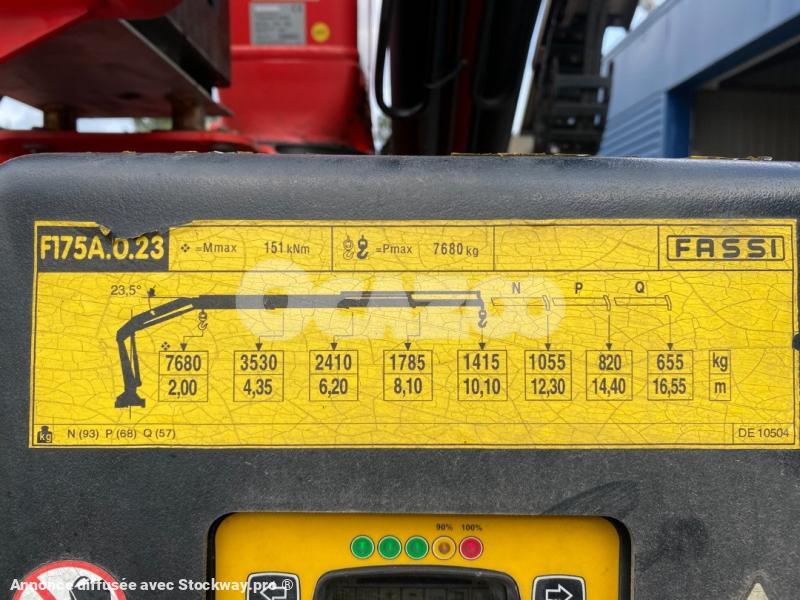 F175A.0.23 =Mmax 151 kNm =Pmax 7680 kg FASSI
23,5° N P Q
OCAZOO
7680 3530 2410 1785 1415 1055 820 655 kg
2,00 4,35 6,20 8,10 10,10 12,30 14,40 16,55 m
kg N (93) P (68) Q (57) DE 10504
90% 100%
Annonce diffusée avec Stockway.pro ®